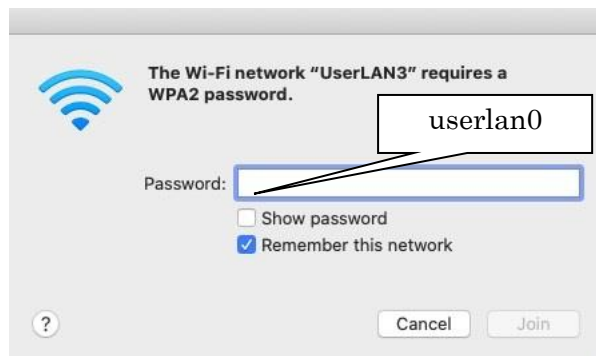 The Wi-Fi network “UserLAN3” requires a
WPA2 password.
userlan0
Password:
Show password
Remember this network
?
Cancel
Join